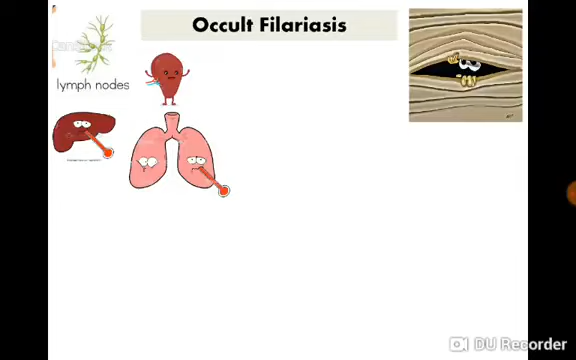 Occult Filariasis
lymph nodes
DU Recorder